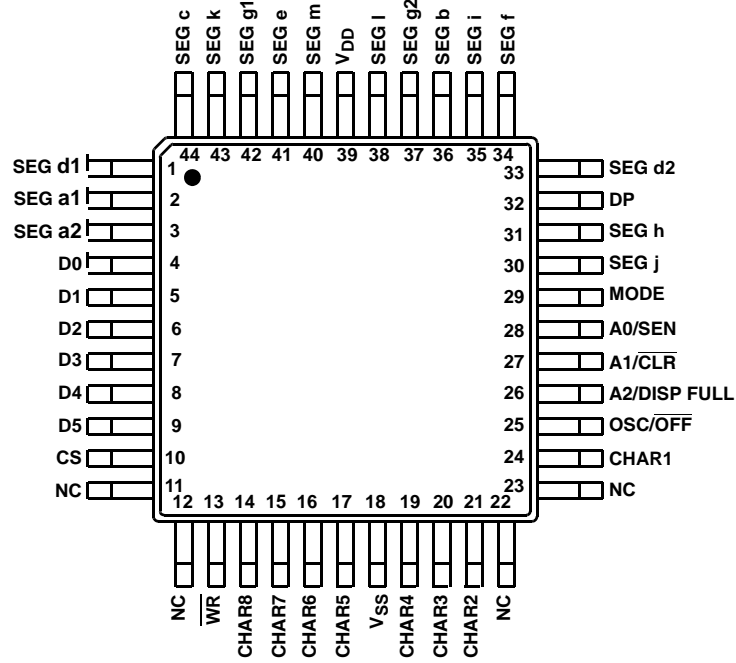 SEG c
SEG k
SEG g1
SEG e
SEG m
VDD
SEG l
SEG g2
SEG b
SEG i
SEG f
44 43 42 41 40 39 38 37 36 35 34
SEG d1 1
SEG a1 2
SEG a2 3
D0 4
D1 5
D2 6
D3 7
D4 8
D5 9
CS 10
NC 11
33 SEG d2
32 DP
31 SEG h
30 SEG j
29 MODE
28 A0/SEN
27 A1/CLR
26 A2/DISP FULL
25 OSC/OFF
24 CHAR1
23 NC
12 13 14 15 16 17 18 19 20 21 22
NC
WR
CHAR8
CHAR7
CHAR6
CHAR5
VSS
CHAR4
CHAR3
CHAR2
NC